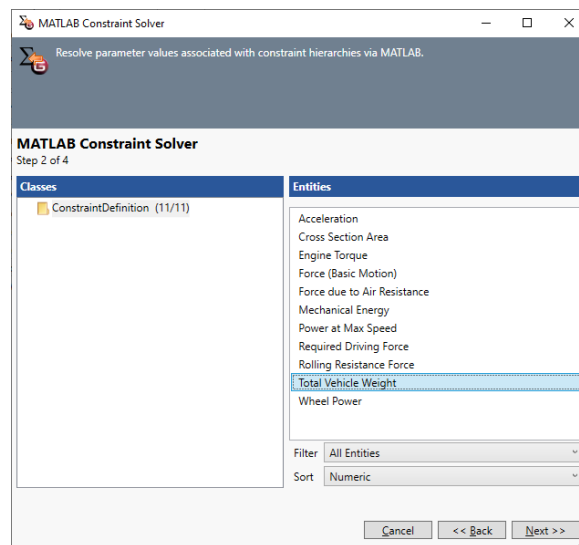 MATLAB Constraint Solver
Resolve parameter values associated with constraint hierarchies via MATLAB.
MATLAB Constraint Solver
Step 2 of 4
Classes
ConstraintDefinition (11/11)
Entities
Acceleration
Cross Section Area
Engine Torque
Force (Basic Motion)
Force due to Air Resistance
Mechanical Energy
Power at Max Speed
Required Driving Force
Rolling Resistance Force
Total Vehicle Weight
Wheel Power
Filter All Entities
Sort Numeric
Cancel << Back Next >>